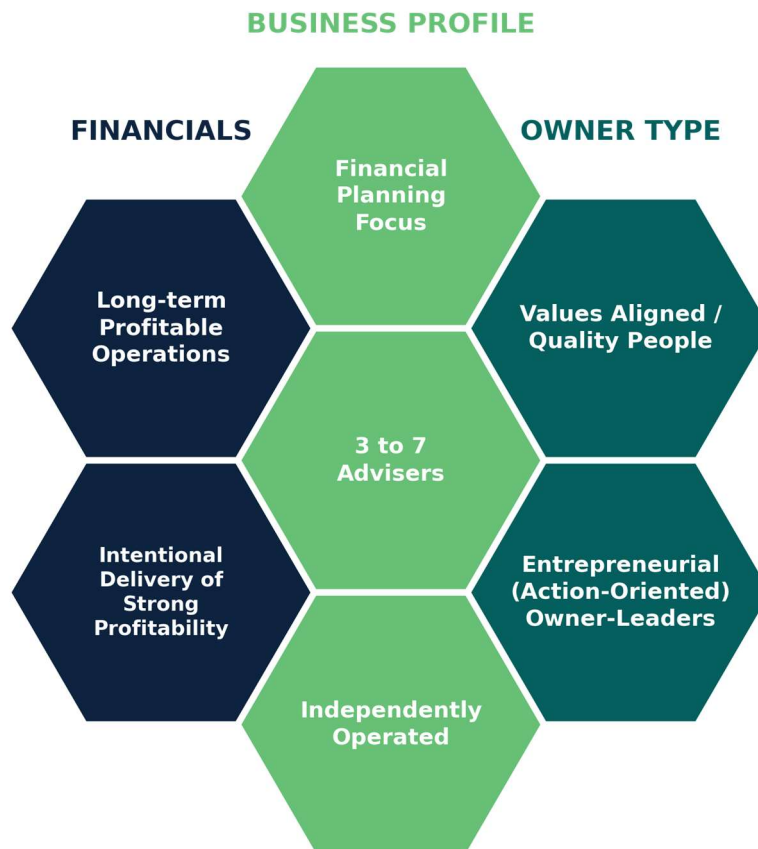 BUSINESS PROFILE
FINANCIALS
OWNER TYPE
Financial
Planning
Focus
Long-term
Profitable
Operations
Values Aligned /
Quality People
3 to 7
Advisers
Intentional
Delivery of
Strong
Profitability
Entrepreneurial
(Action-Oriented)
Owner-Leaders
Independently
Operated